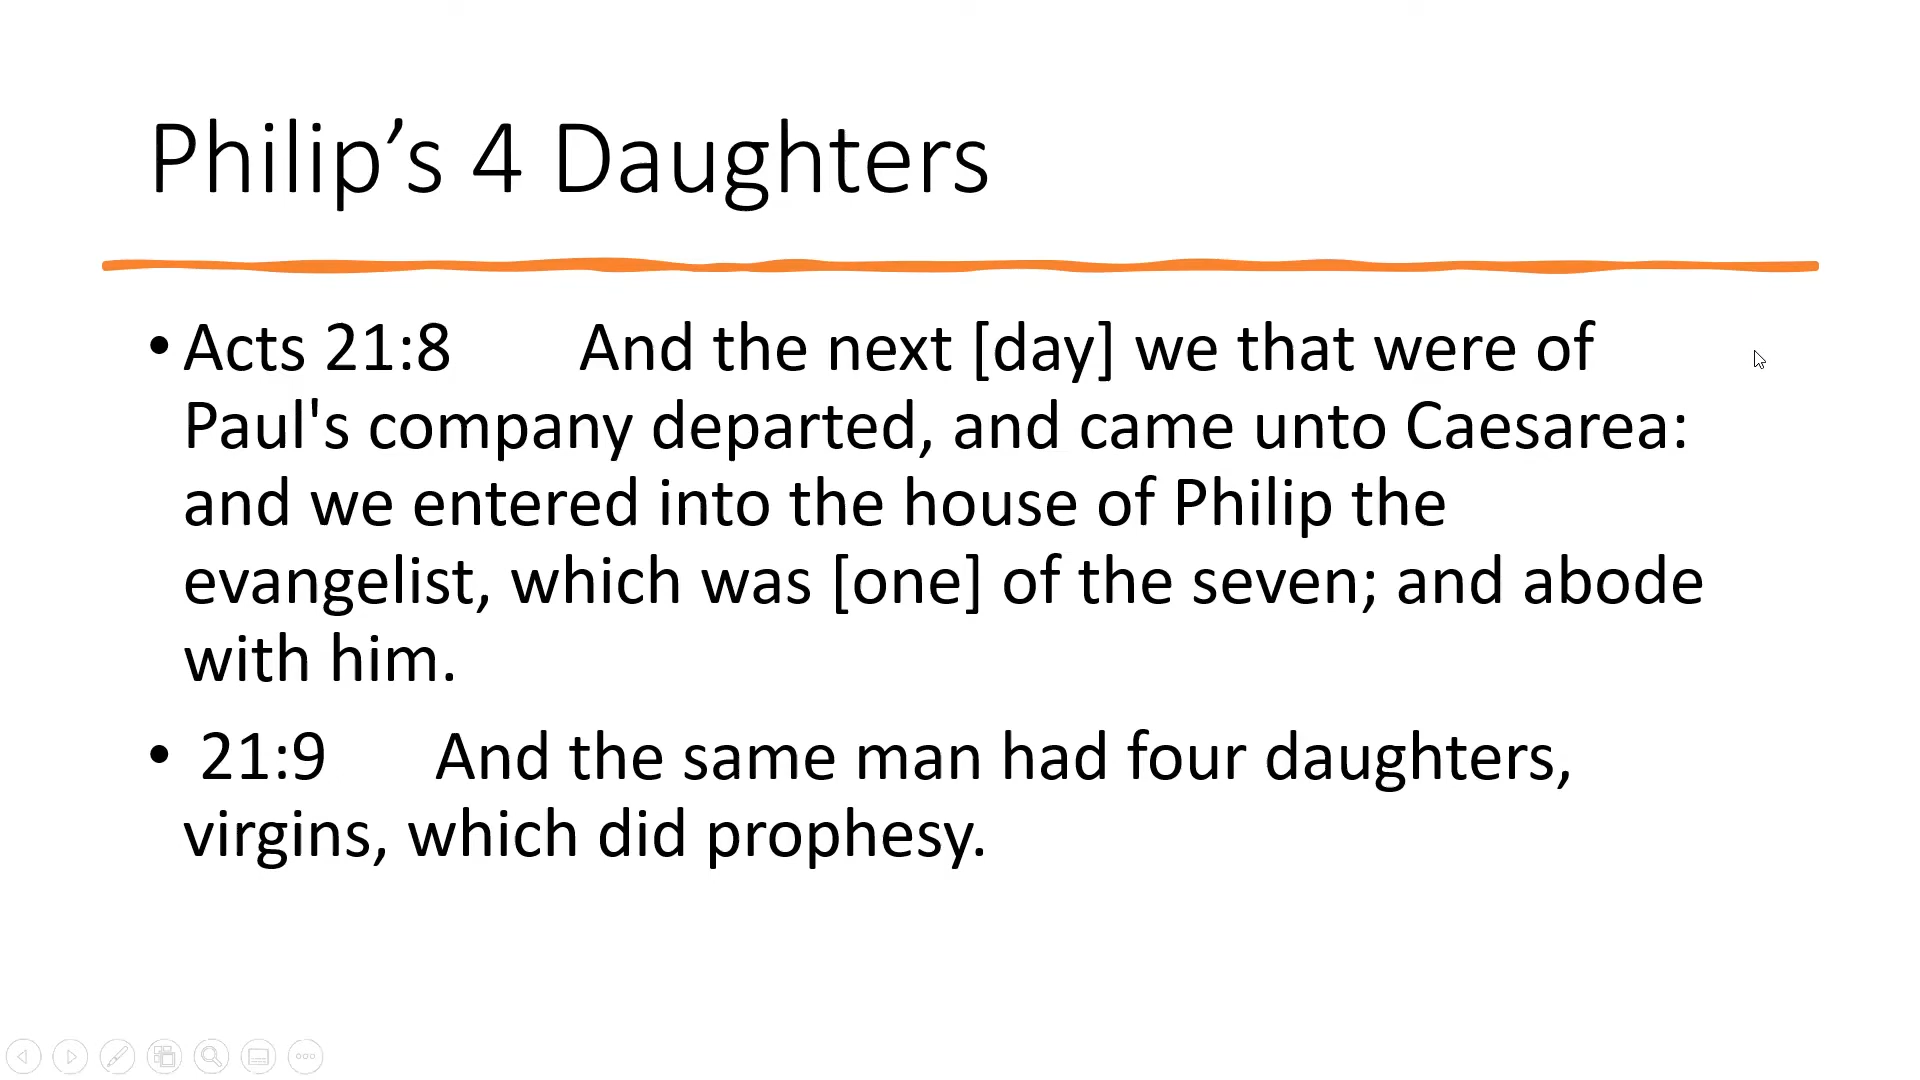 Philip’s 4 Daughters
• Acts 21:8 And the next [day] we that were of
Paul's company departed, and came unto Caesarea:
and we entered into the house of Philip the
evangelist, which was [one] of the seven; and abode
with him.
• 21:9 And the same man had four daughters,
virgins, which did prophesy.